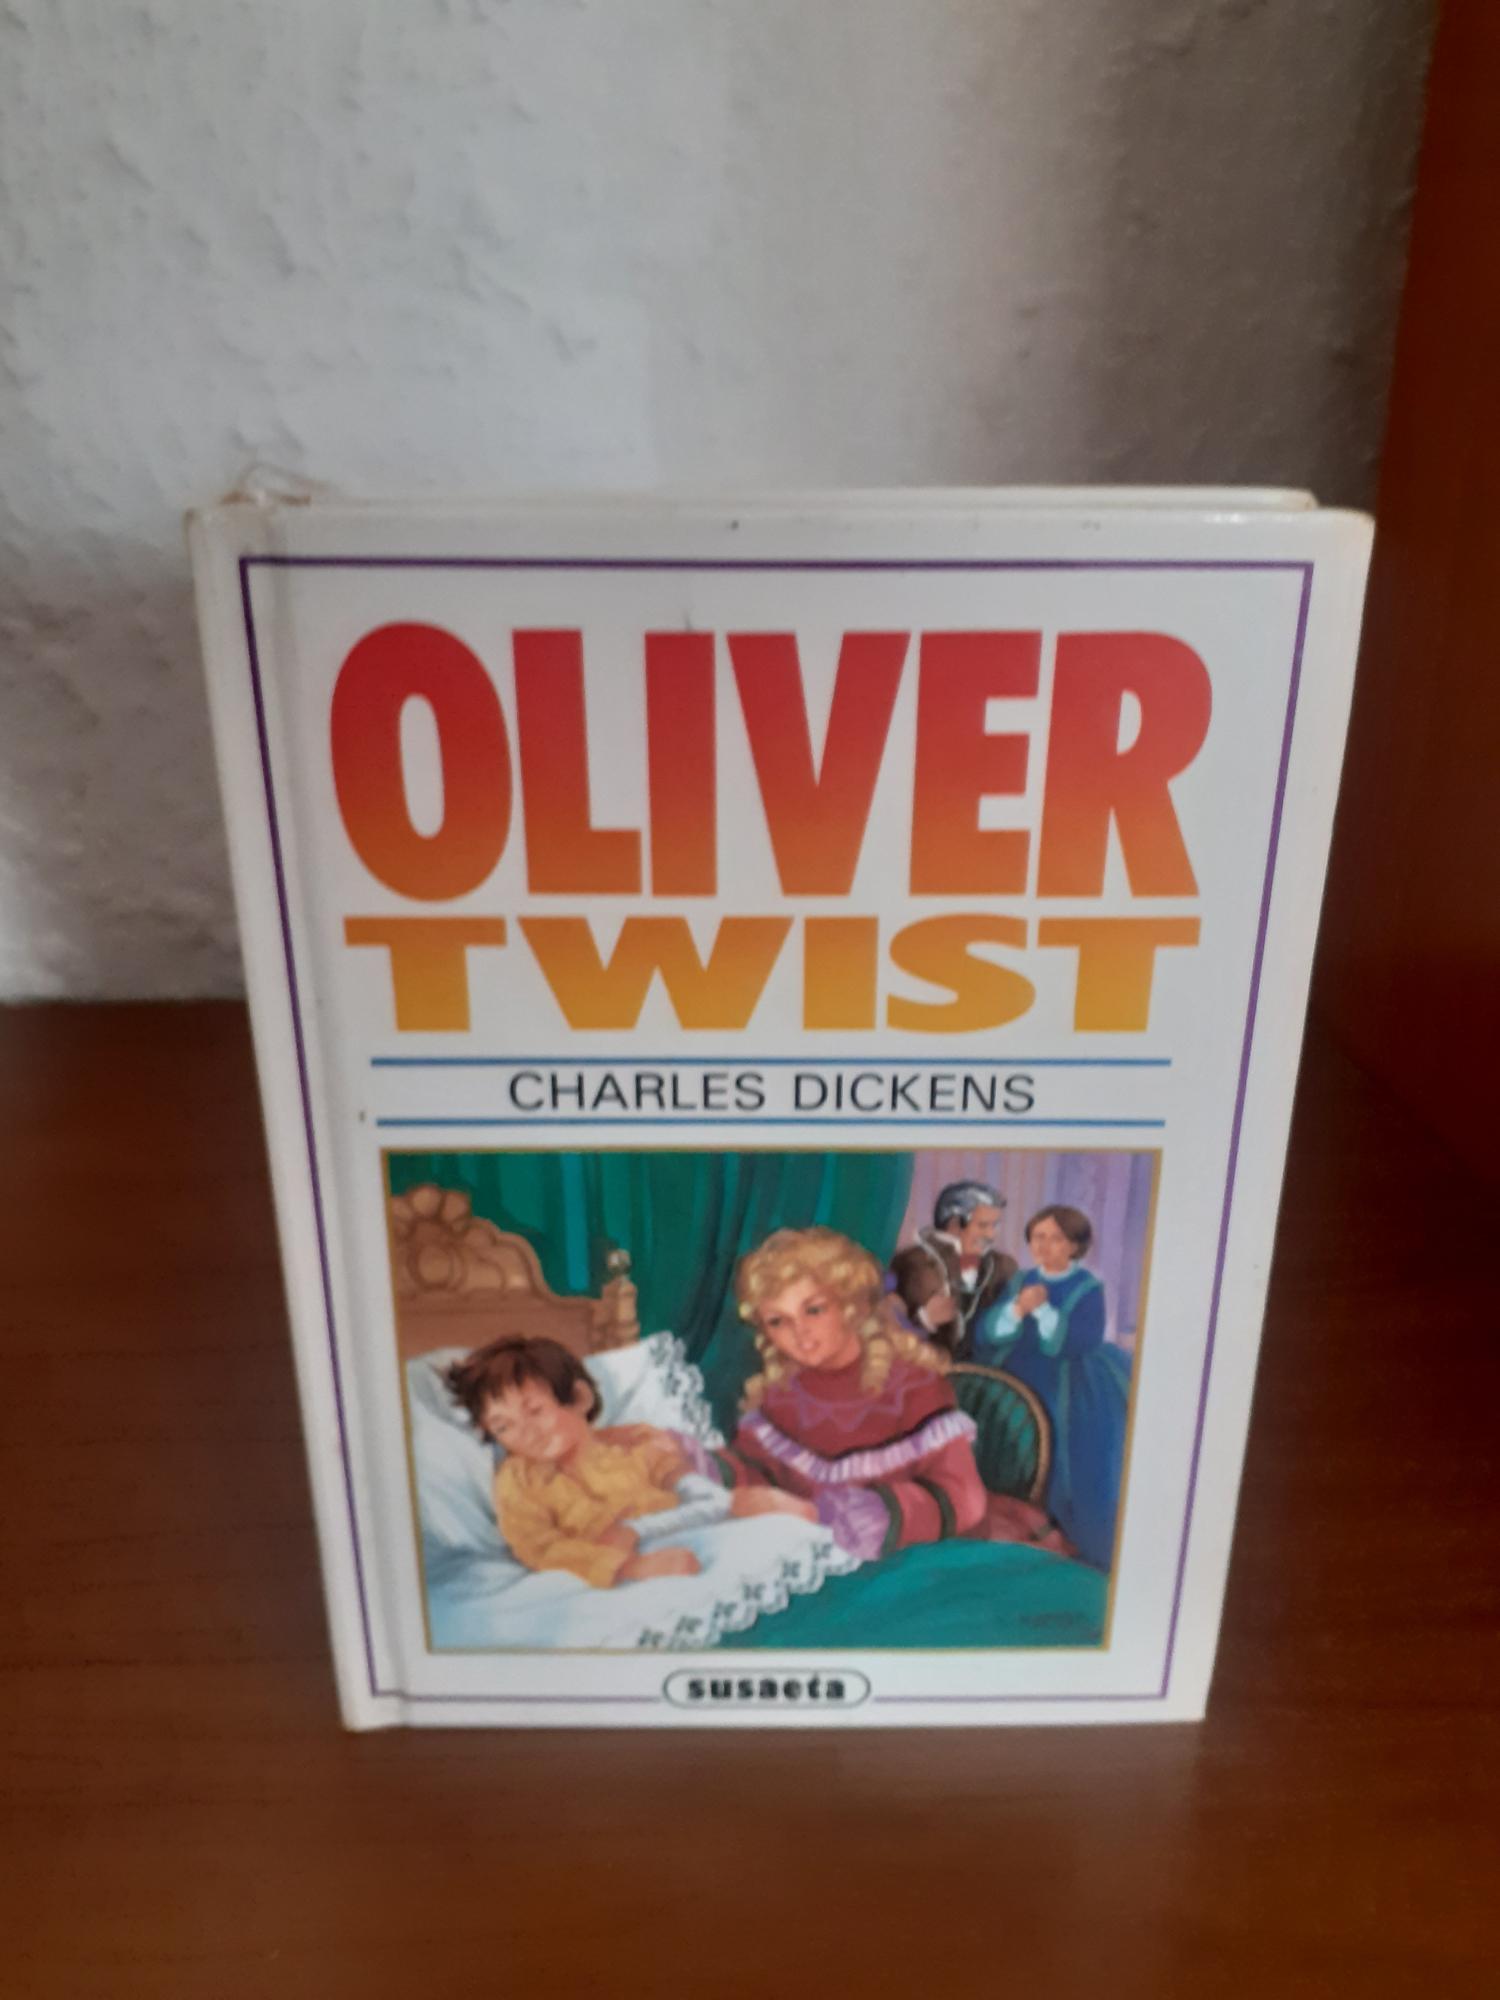 OLIVER
TWIST
CHARLES DICKENS
susaeta